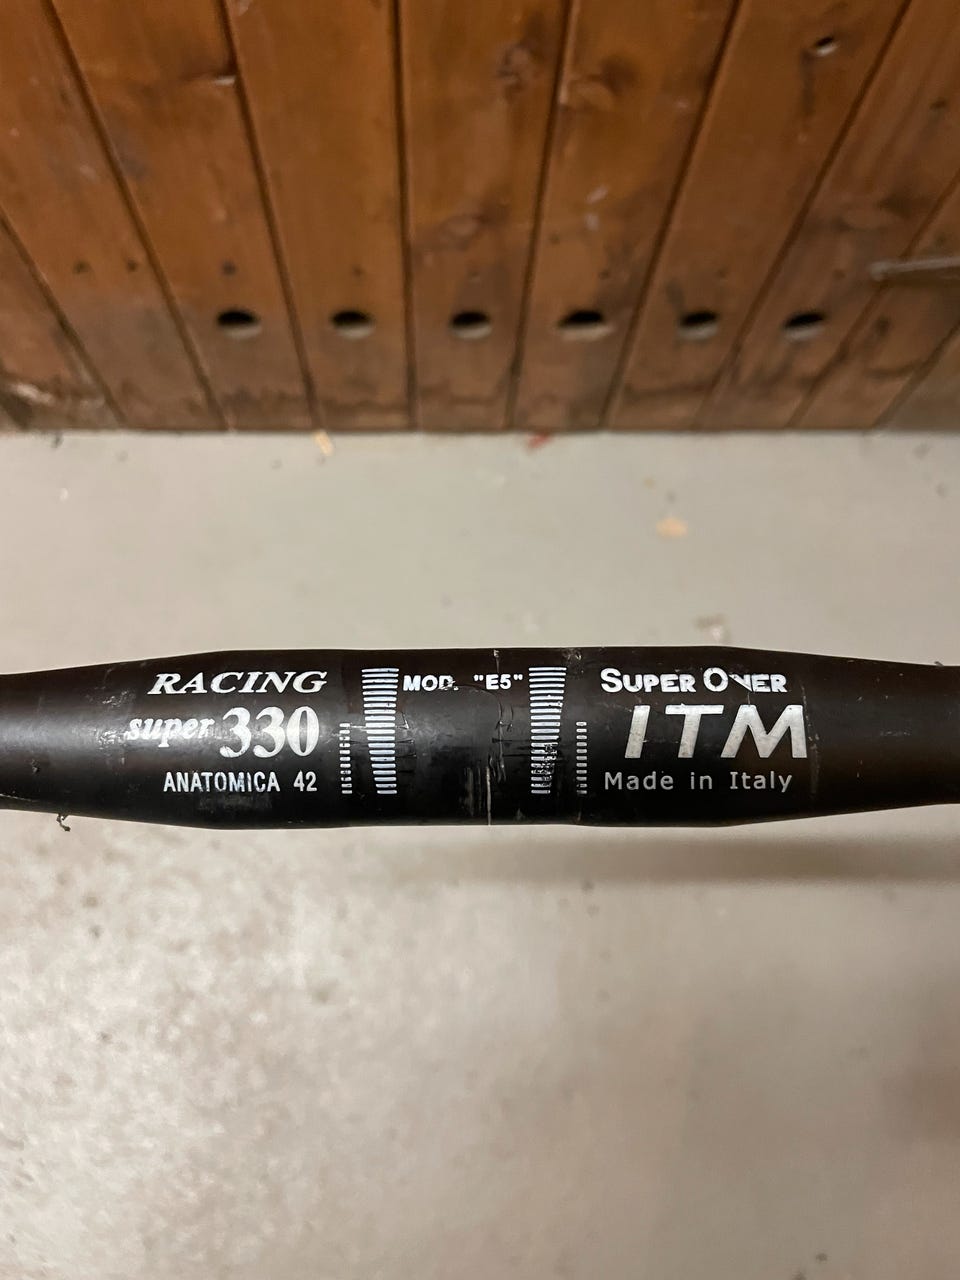 RACING
super 330
ANATOMICA 42
MOD. "E5"
SUPER OVER
ITM
Made in Italy